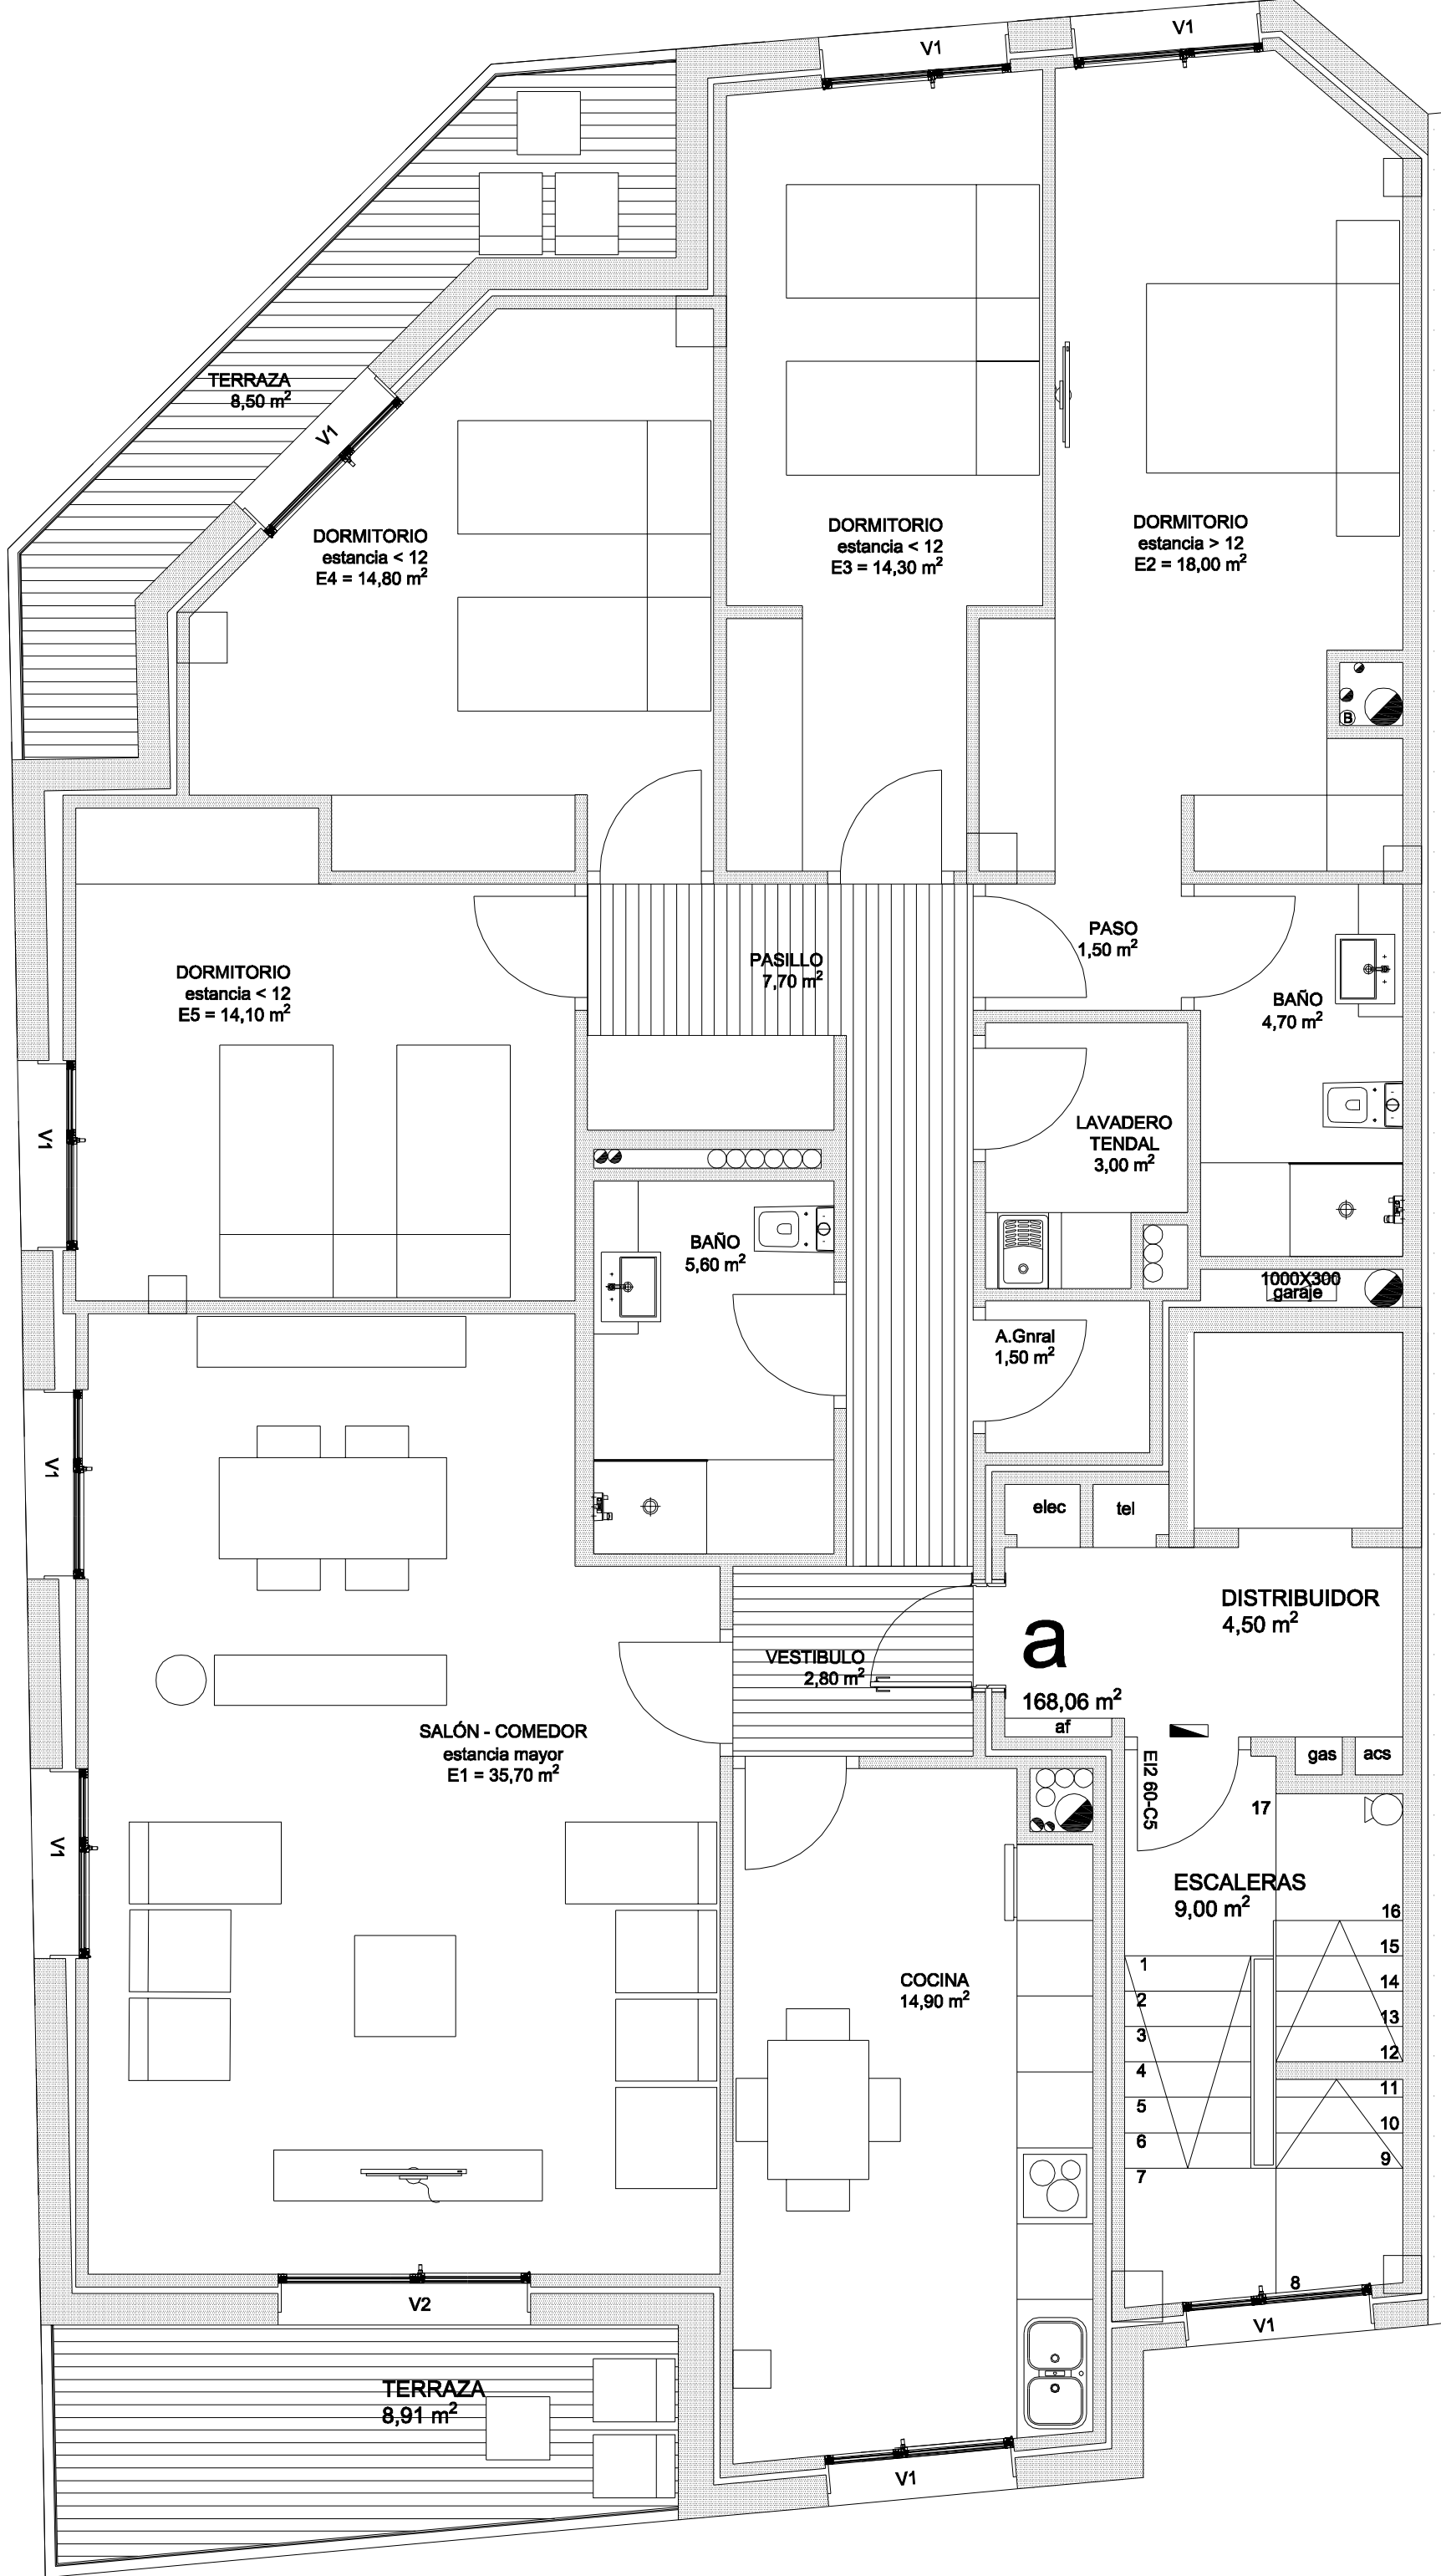 V1
V1
TERRAZA
8,50 m²
V1
DORMITORIO
estancia < 12
E4 = 14,80 m²
DORMITORIO
estancia < 12
E3 = 14,30 m²
DORMITORIO
estancia > 12
E2 = 18,00 m²
B
PASO
1,50 m²
PASILLO
7,70 m²
DORMITORIO
estancia < 12
E5 = 14,10 m²
BAÑO
4,70 m²
V1
LAVADERO
TENDAL
3,00 m²
BAÑO
5,60 m²
1000X300
garaje
A.Gnral
1,50 m²
V1
elec
tel
DISTRIBUIDOR
4,50 m²
a
168,06 m²
VESTIBULO
2,80 m²
af
SALÓN - COMEDOR
estancia mayor
E1 = 35,70 m²
EI2 60-C5
gas
acs
17
V1
ESCALERAS
9,00 m²
16
15
14
13
12
11
10
9
1
2
3
4
5
6
7
8
COCINA
14,90 m²
V2
V1
TERRAZA
8,91 m²
V1